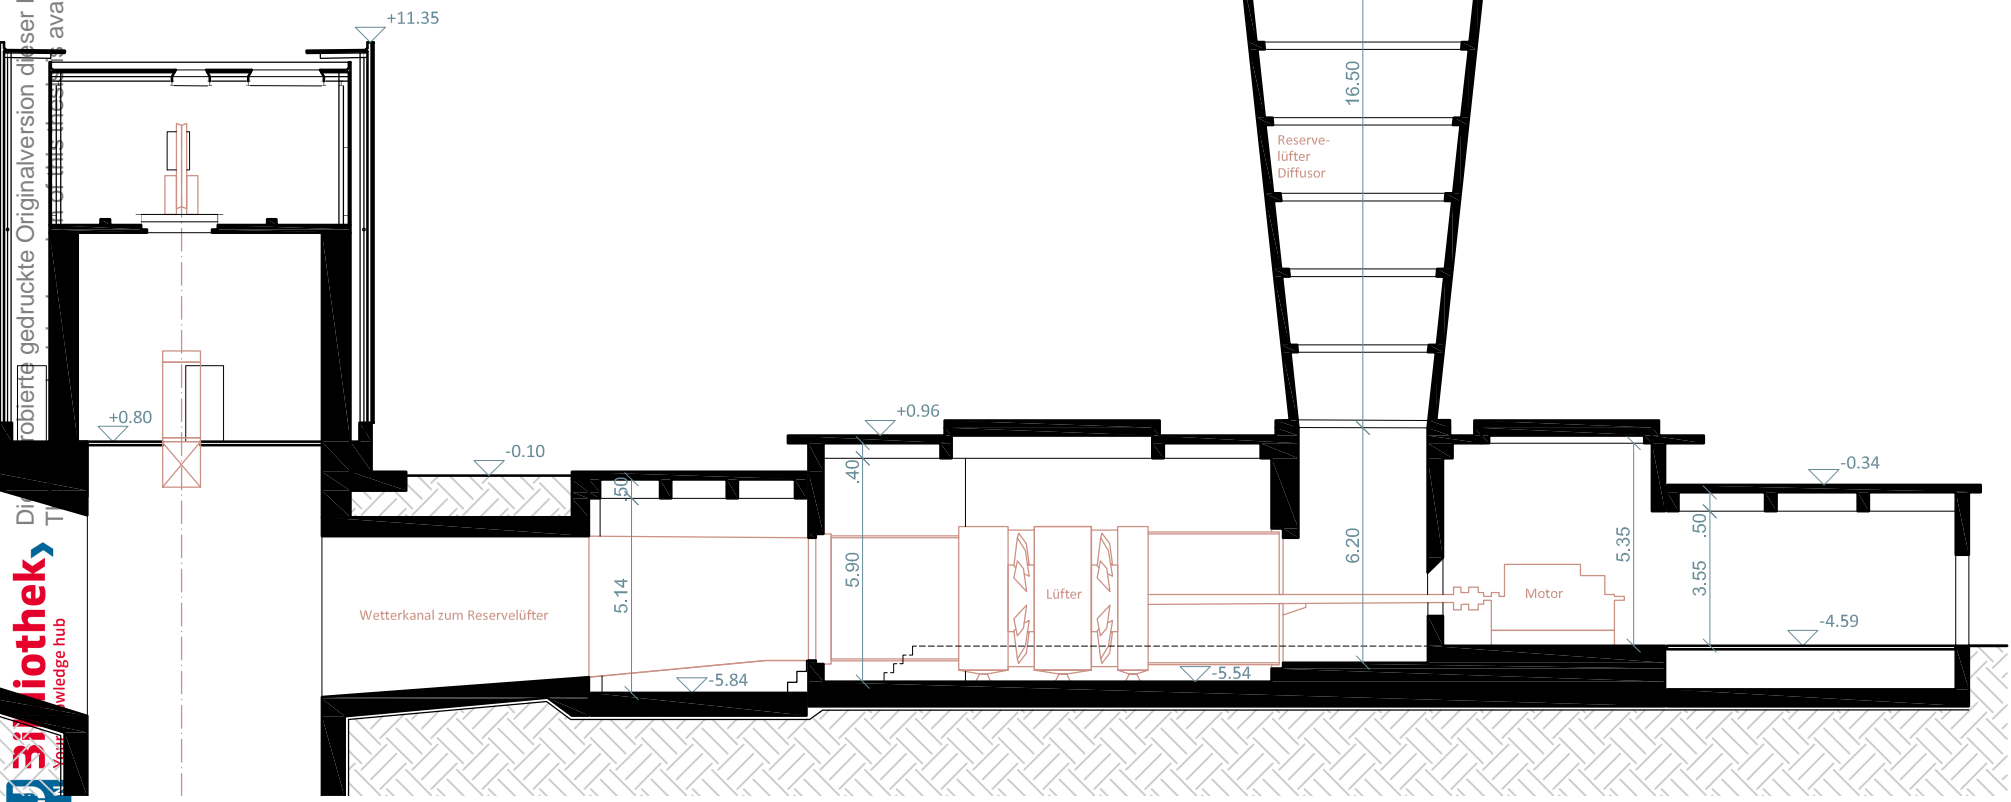 +11.35
16.50
Reserve-
lüfter
Diffusor
+0.80
-0.10
+0.96
-0.34
.40
.50
.50
5.90
6.20
5.35
3.55
5.14
Lüfter
Motor
Wetterkanal zum Reservelüfter
-4.59
-5.84
-5.54
Bibliothek
Your knowledge hub
robierte gedruckte Originalversion dieser